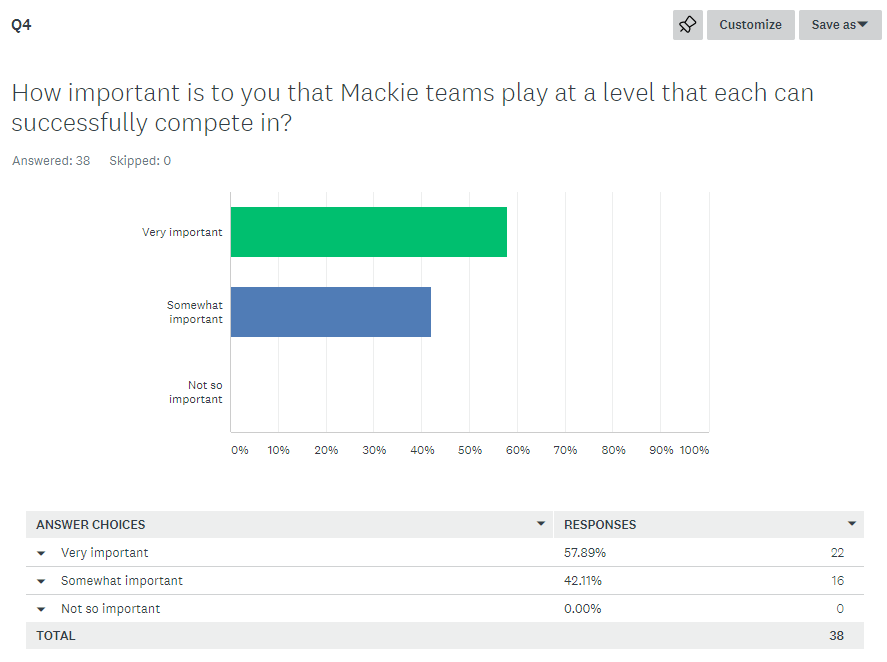 Q4
Customize
Save as
How important is to you that Mackie teams play at a level that each can
successfully compete in?
Answered: 38 Skipped: 0
Very important
Somewhat
important
Not so
important
0% 10% 20% 30% 40% 50% 60% 70% 80% 90% 100%
ANSWER CHOICES RESPONSES
Very important 57.89% 22
Somewhat important 42.11% 16
Not so important 0.00% 0
TOTAL 38